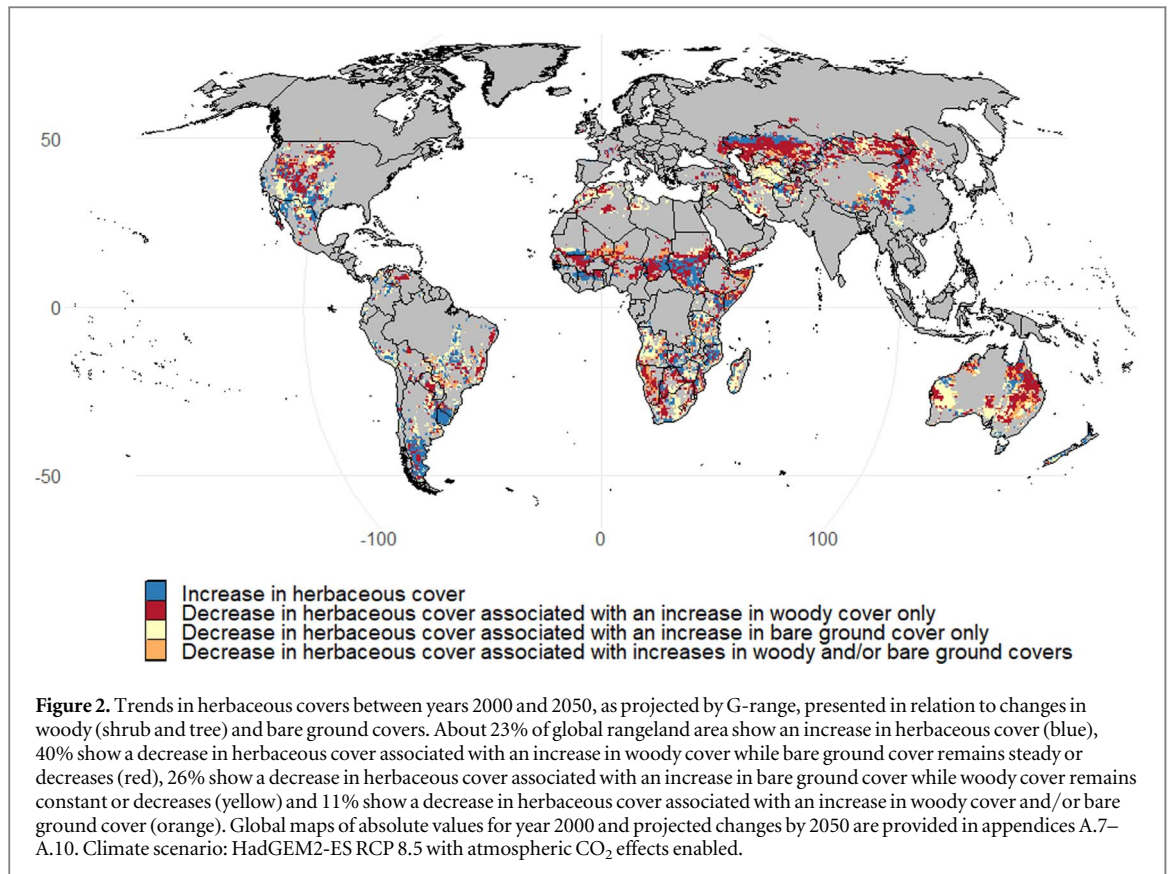 50
0
-50
-100
0
100
Increase in herbaceous cover
Decrease in herbaceous cover associated with an increase in woody cover only
Decrease in herbaceous cover associated with an increase in bare ground cover only
Decrease in herbaceous cover associated with increases in woody and/or bare ground covers
Figure 2. Trends in herbaceous covers between years 2000 and 2050, as projected by G-range, presented in relation to changes in
woody (shrub and tree) and bare ground covers. About 23% of global rangeland area show an increase in herbaceous cover (blue),
40% show a decrease in herbaceous cover associated with an increase in woody cover while bare ground cover remains steady or
decreases (red), 26% show a decrease in herbaceous cover associated with an increase in bare ground cover while woody cover remains
constant or decreases (yellow) and 11% show a decrease in herbaceous cover associated with an increase in woody cover and/or bare
ground cover (orange). Global maps of absolute values for year 2000 and projected changes by 2050 are provided in appendices A.7–
A.10. Climate scenario: HadGEM2-ES RCP 8.5 with atmospheric CO₂ effects enabled.